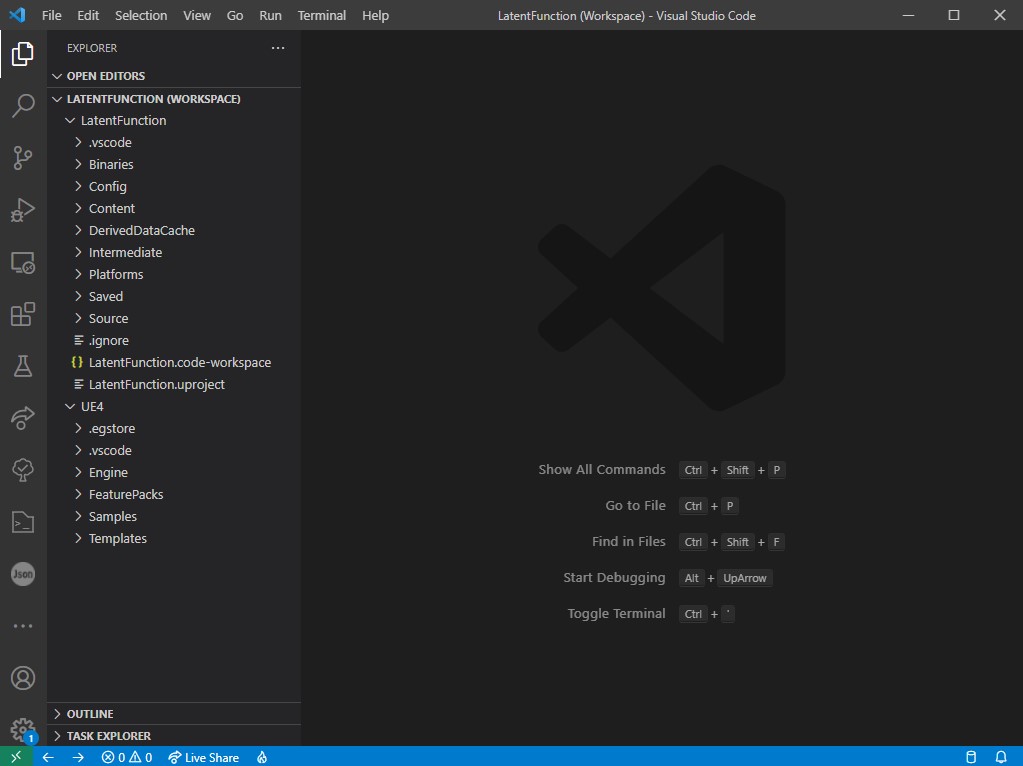 File Edit Selection View Go Run Terminal Help LatentFunction (Workspace) - Visual Studio Code
EXPLORER
OPEN EDITORS
LATENTFUNCTION (WORKSPACE)
LatentFunction
.vscode
Binaries
Config
Content
DerivedDataCache
Intermediate
Platforms
Saved
Source
.ignore
{} LatentFunction.code-workspace
LatentFunction.uproject
UE4
.egstore
.vscode
Engine
FeaturePacks
Samples
Templates
OUTLINE
TASK EXPLORER
Json
1
Show All Commands Ctrl + Shift + P
Go to File Ctrl + P
Find in Files Ctrl + Shift + F
Start Debugging Alt + UpArrow
Toggle Terminal Ctrl + `
0 0 Live Share